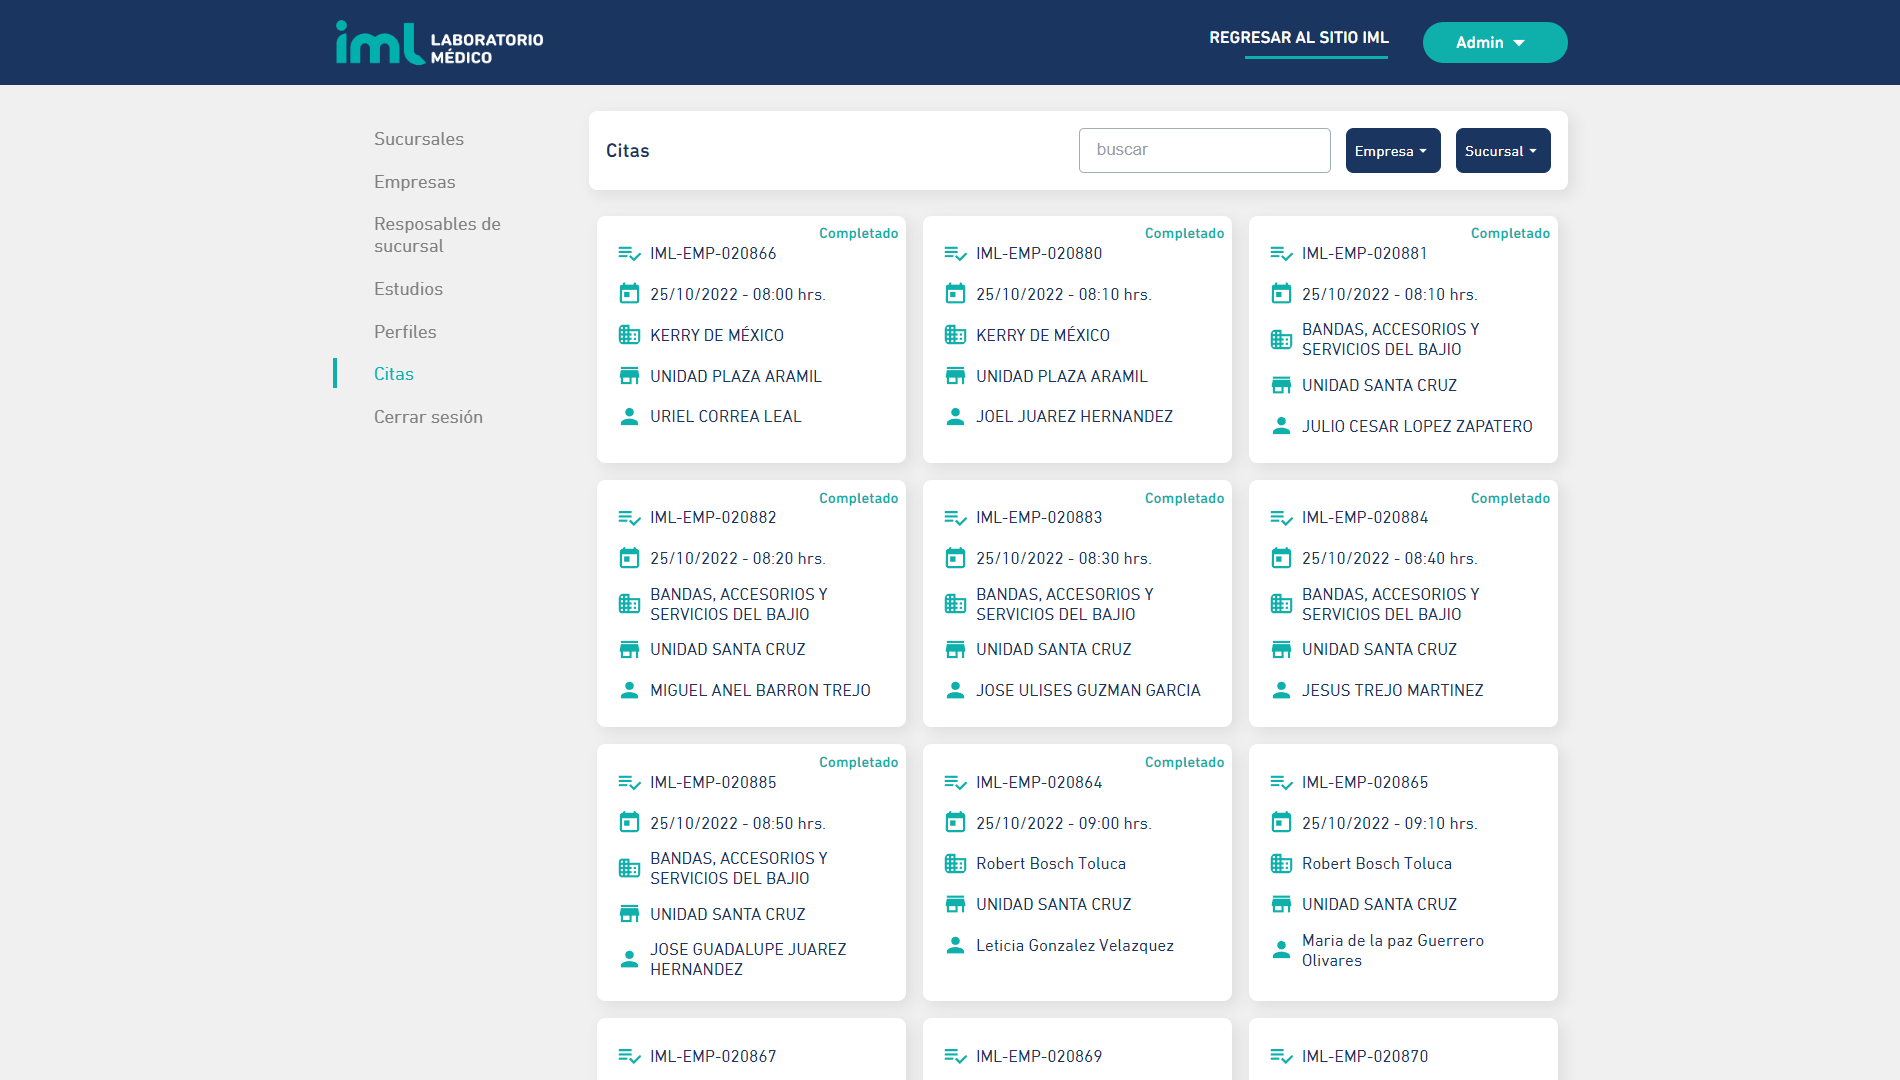 iml LABORATORIO
MÉDICO
REGRESAR AL SITIO IML
Admin
Sucursales
Empresas
Resposables de
sucursal
Estudios
Perfiles
Citas
Cerrar sesión
Citas
buscar
Empresa
Sucursal
Completado
IML-EMP-020866
25/10/2022 - 08:00 hrs.
KERRY DE MÉXICO
UNIDAD PLAZA ARAMIL
URIEL CORREA LEAL
Completado
IML-EMP-020880
25/10/2022 - 08:10 hrs.
KERRY DE MÉXICO
UNIDAD PLAZA ARAMIL
JOEL JUAREZ HERNANDEZ
Completado
IML-EMP-020881
25/10/2022 - 08:10 hrs.
BANDAS, ACCESORIOS Y
SERVICIOS DEL BAJIO
UNIDAD SANTA CRUZ
JULIO CESAR LOPEZ ZAPATERO
Completado
IML-EMP-020882
25/10/2022 - 08:20 hrs.
BANDAS, ACCESORIOS Y
SERVICIOS DEL BAJIO
UNIDAD SANTA CRUZ
MIGUEL ANEL BARRON TREJO
Completado
IML-EMP-020883
25/10/2022 - 08:30 hrs.
BANDAS, ACCESORIOS Y
SERVICIOS DEL BAJIO
UNIDAD SANTA CRUZ
JOSE ULISES GUZMAN GARCIA
Completado
IML-EMP-020884
25/10/2022 - 08:40 hrs.
BANDAS, ACCESORIOS Y
SERVICIOS DEL BAJIO
UNIDAD SANTA CRUZ
JESUS TREJO MARTINEZ
Completado
IML-EMP-020885
25/10/2022 - 08:50 hrs.
BANDAS, ACCESORIOS Y
SERVICIOS DEL BAJIO
UNIDAD SANTA CRUZ
JOSE GUADALUPE JUAREZ
HERNANDEZ
Completado
IML-EMP-020864
25/10/2022 - 09:00 hrs.
Robert Bosch Toluca
UNIDAD SANTA CRUZ
Leticia Gonzalez Velazquez
IML-EMP-020865
25/10/2022 - 09:10 hrs.
Robert Bosch Toluca
UNIDAD SANTA CRUZ
Maria de la paz Guerrero
Olivares
IML-EMP-020867
IML-EMP-020869
IML-EMP-020870